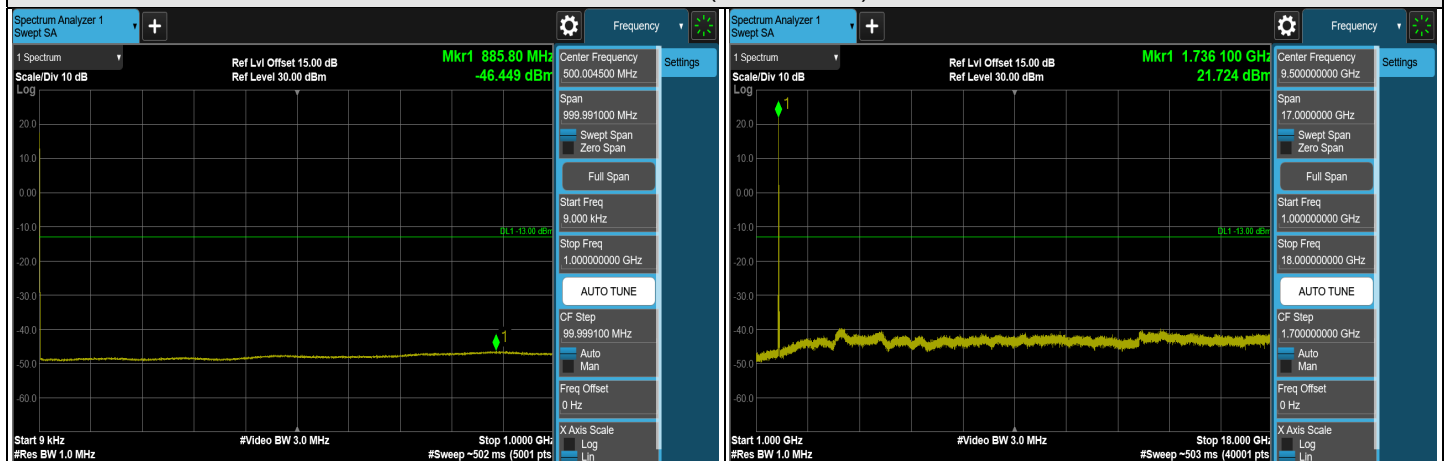 Spectrum Analyzer 1
Swept SA
+
Frequency
1 Spectrum
Scale/Div 10 dB
Log
Ref Lvl Offset 15.00 dB
Ref Level 30.00 dBm
Mkr1 885.80 MHz
-46.449 dBm
1
DL1 -13.00 dBm
20.0
10.0
0.00
-10.0
-20.0
-30.0
-40.0
-50.0
-60.0
Start 9 kHz
#Res BW 1.0 MHz
#Video BW 3.0 MHz
Stop 1.0000 GHz
#Sweep ~502 ms (5001 pts
Center Frequency
500.004500 MHz
Settings
Span
999.991000 MHz
Swept Span
Zero Span
Full Span
Start Freq
9.000 kHz
Stop Freq
1.000000000 GHz
AUTO TUNE
CF Step
99.999100 MHz
Auto
Man
Freq Offset
0 Hz
X Axis Scale
Log
Lin
Spectrum Analyzer 1
Swept SA
+
Frequency
1 Spectrum
Scale/Div 10 dB
Log
Ref Lvl Offset 15.00 dB
Ref Level 30.00 dBm
Mkr1 1.736 100 GHz
21.724 dBm
1
DL1 -13.00 dBm
20.0
10.0
0.00
-10.0
-20.0
-30.0
-40.0
-50.0
-60.0
Start 1.000 GHz
#Res BW 1.0 MHz
#Video BW 3.0 MHz
Stop 18.000 GHz
#Sweep ~503 ms (40001 pts
Center Frequency
9.500000000 GHz
Settings
Span
17.0000000 GHz
Swept Span
Zero Span
Full Span
Start Freq
1.000000000 GHz
Stop Freq
18.000000000 GHz
AUTO TUNE
CF Step
1.700000000 GHz
Auto
Man
Freq Offset
0 Hz
X Axis Scale
Log
Lin